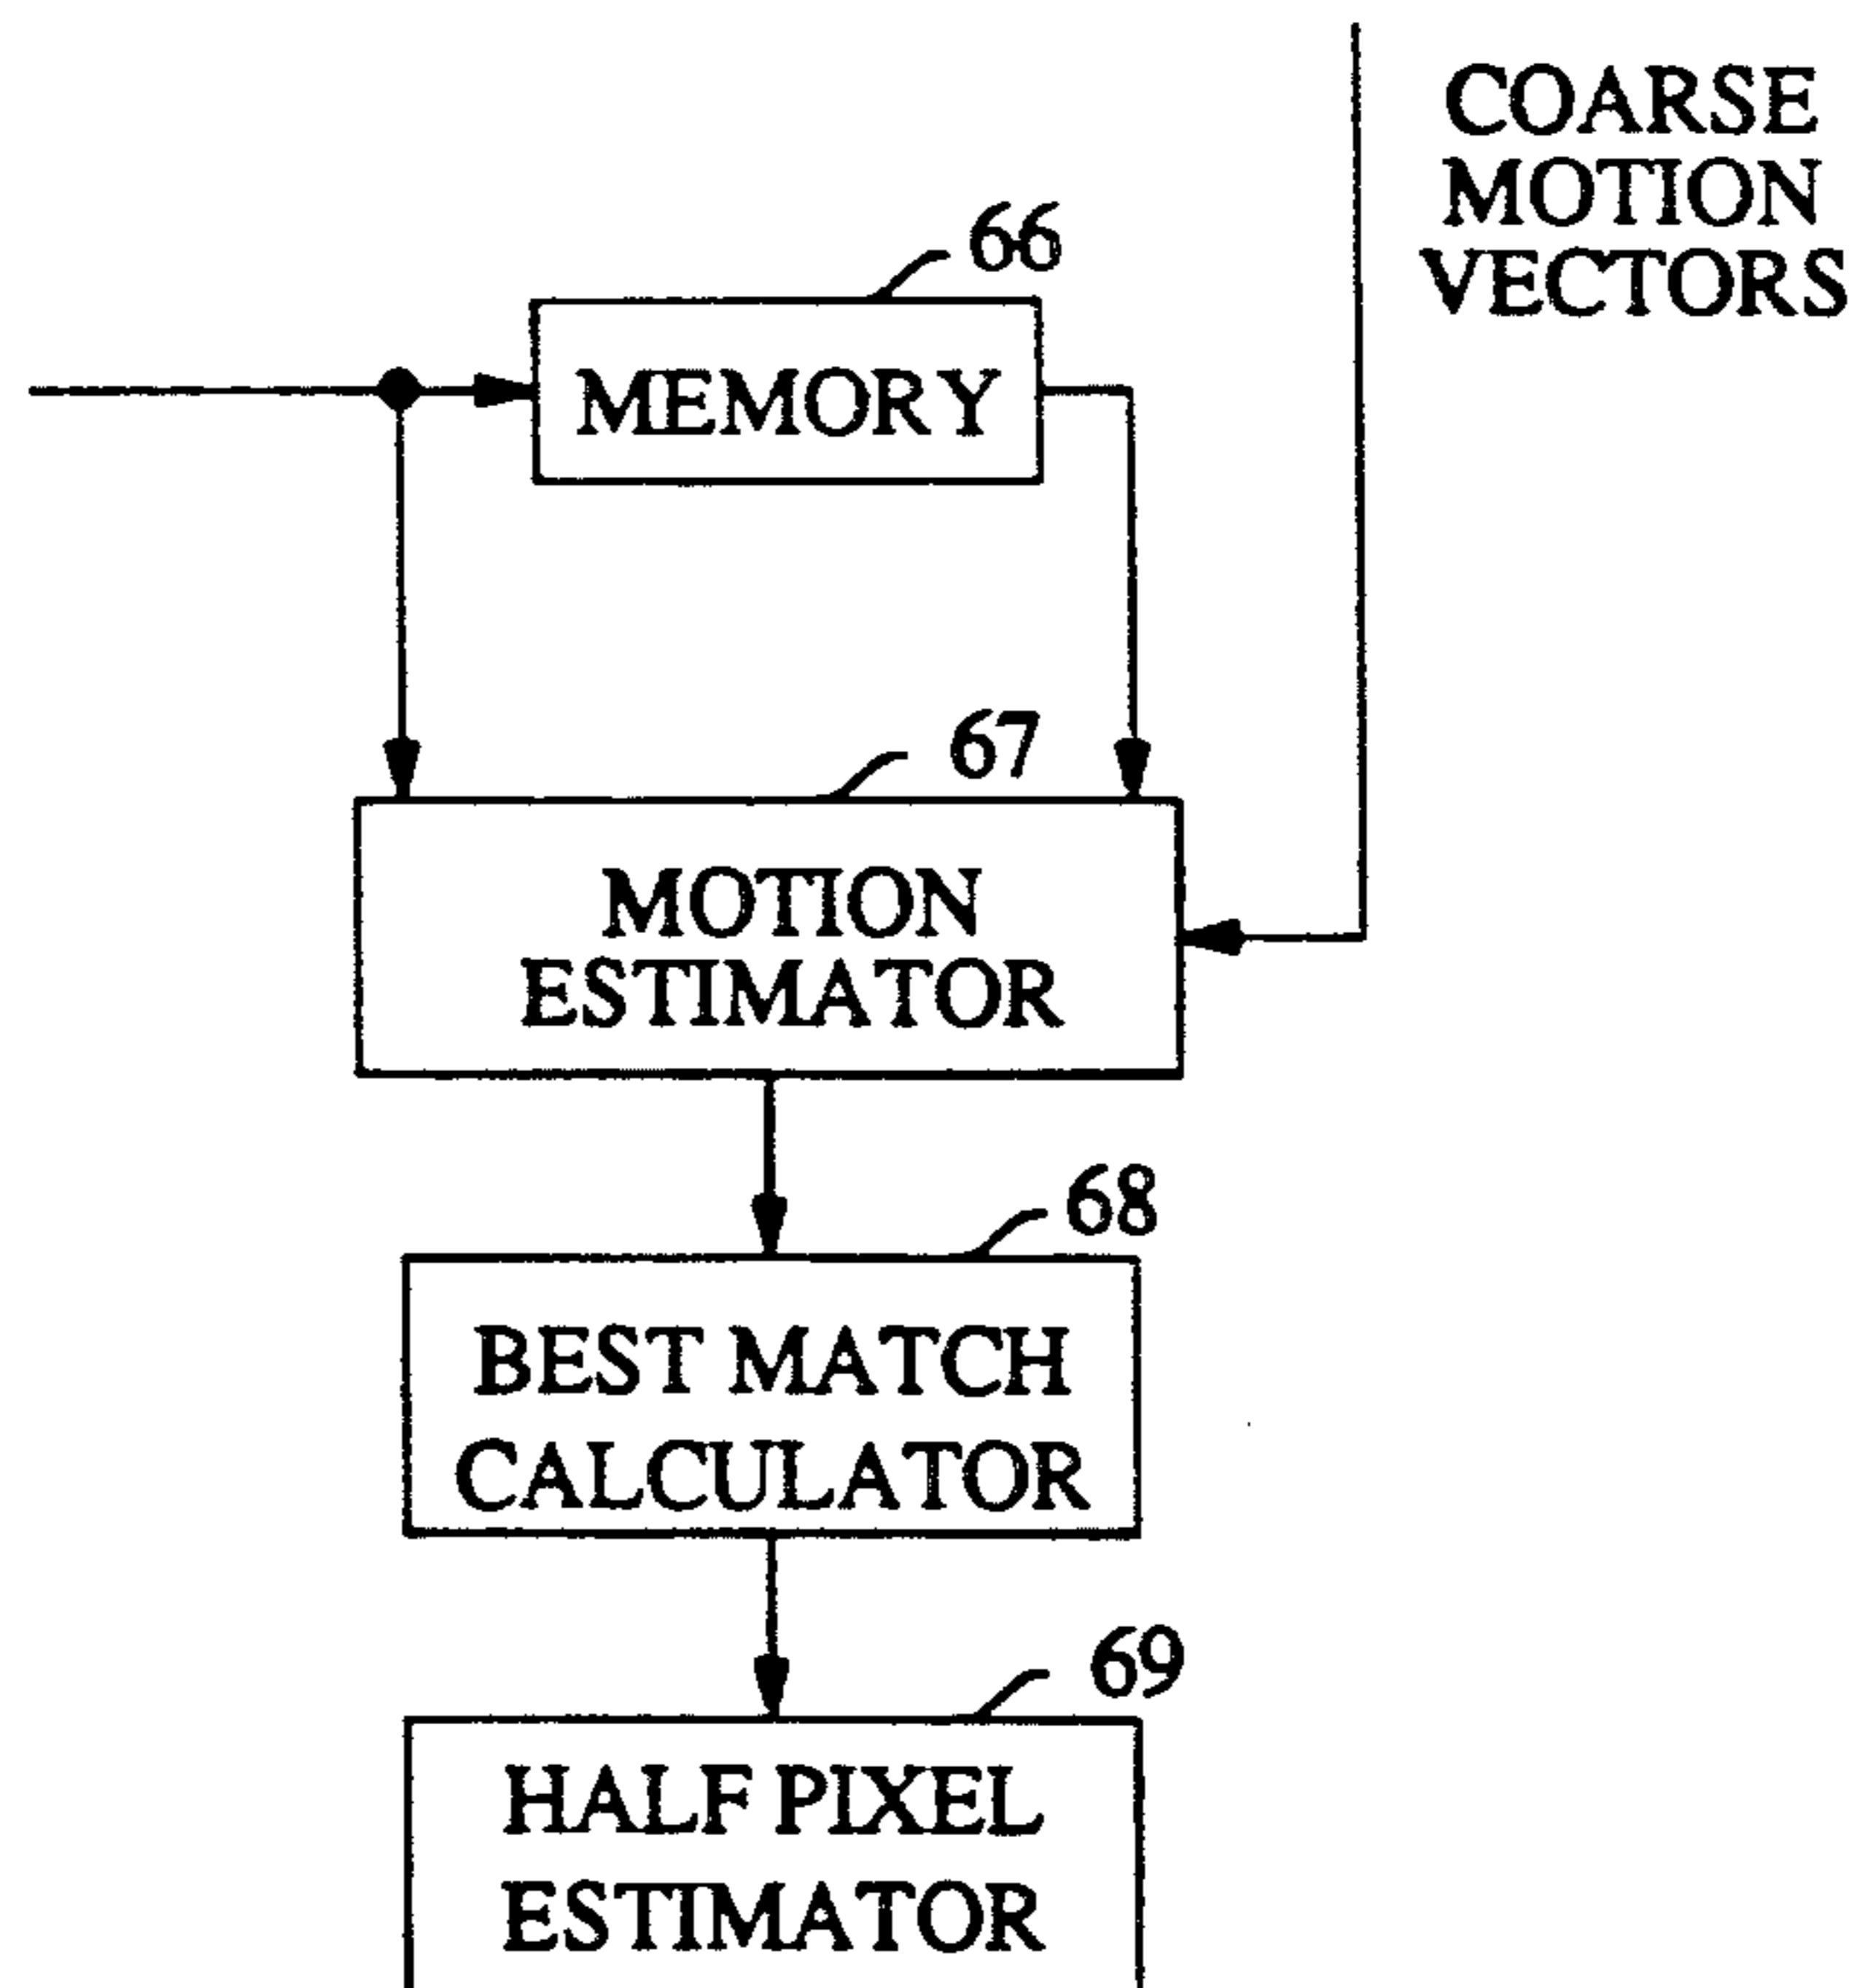 COARSE
MOTION
VECTORS
66
MEMORY
67
MOTION
ESTIMATOR
68
BEST MATCH
CALCULATOR
69
HALF PIXEL
ESTIMATOR